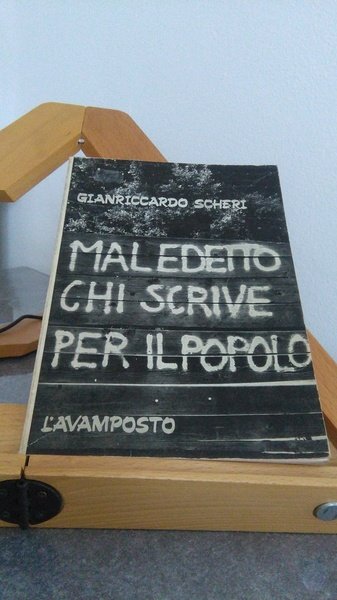 GIANRICCARDO SCHERI
MALEDETTO
CHI SCRIVE
PER IL POPOLO
L'AVAMPOSTO